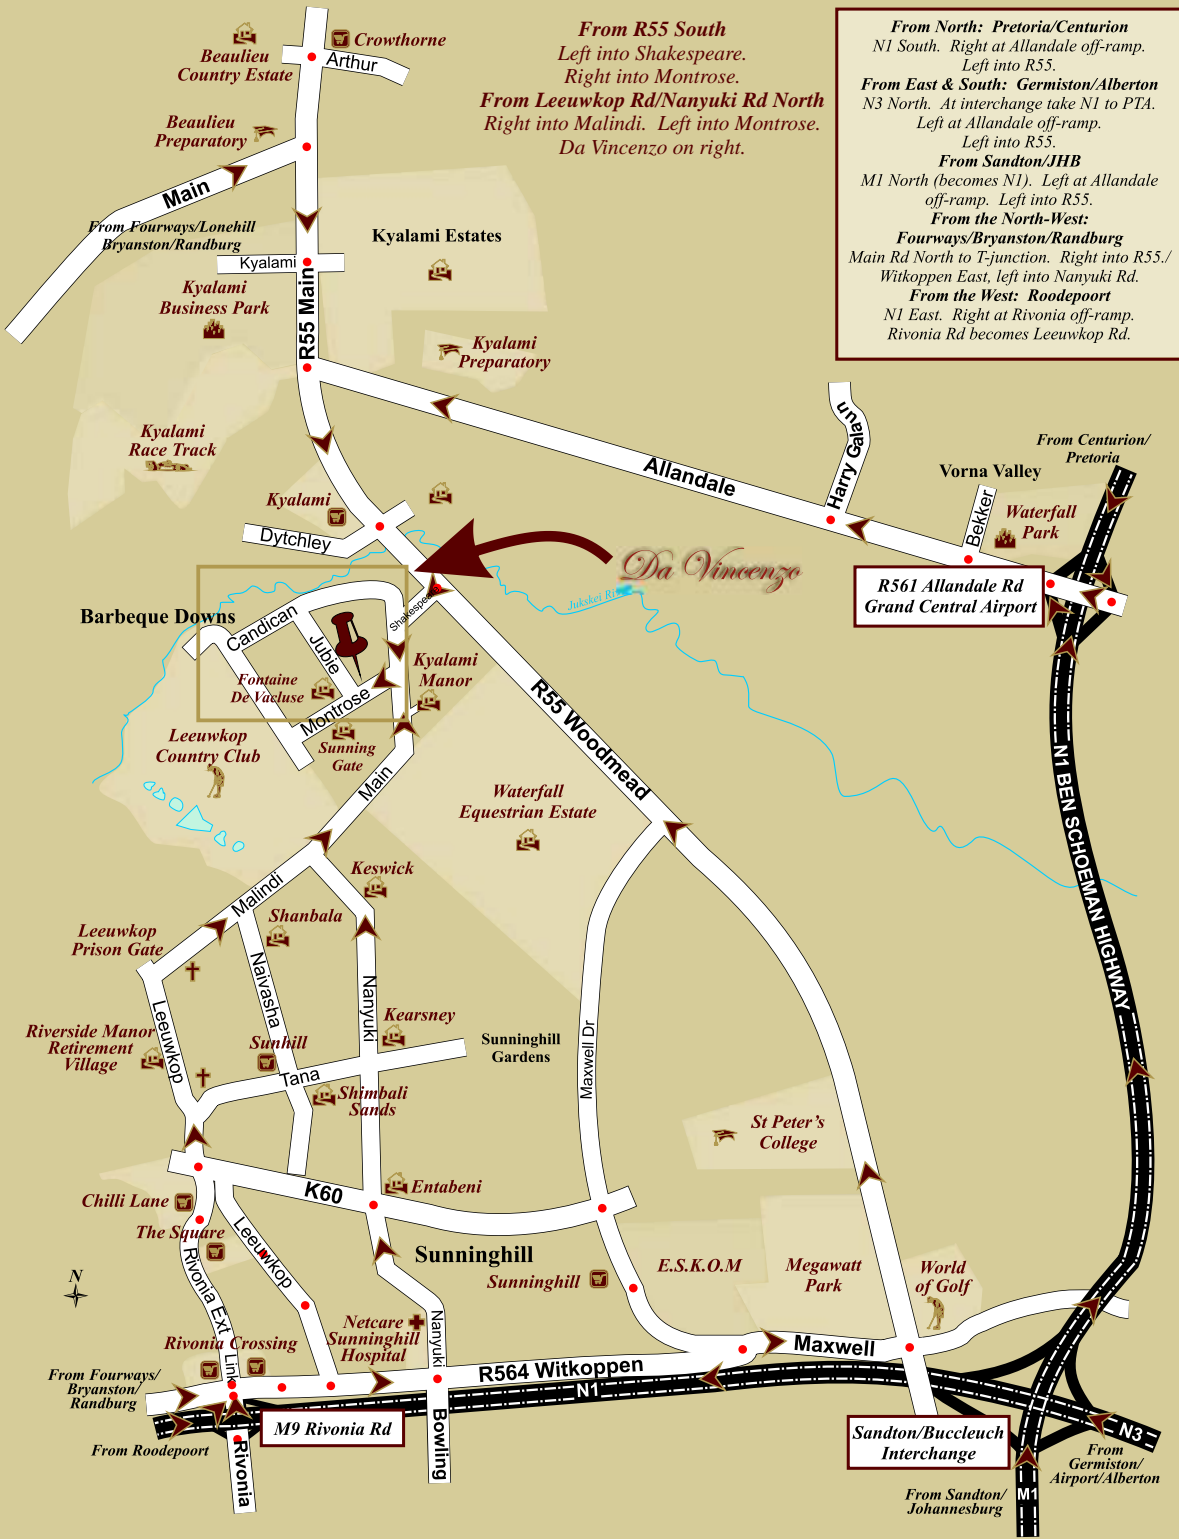 From R55 South
Left into Shakespeare.
Right into Montrose.
From Leeuwkop Rd/Nanyuki Rd North
Right into Malindi. Left into Montrose.
Da Vincenzo on right.
From North: Pretoria/Centurion
N1 South. Right at Allandale off-ramp.
Left into R55.
From East & South: Germiston/Alberton
N3 North. At interchange take N1 to PTA.
Left at Allandale off-ramp.
Left into R55.
From Sandton/JHB
M1 North (becomes N1). Left at Allandale
off-ramp. Left into R55.
From the North-West:
Fourways/Bryanston/Randburg
Main Rd North to T-junction. Right into R55./
Witkoppen East, left into Nanyuki Rd.
From the West: Roodepoort
N1 East. Right at Rivonia off-ramp.
Rivonia Rd becomes Leeuwkop Rd.
Beaulieu
Country Estate
Crowthorne
Arthur
Beaulieu
Preparatory
Main
From Fourways/Lonehill
Bryanston/Randburg
Kyalami Estates
Kyalami
Kyalami
Business Park
R55 Main
Kyalami
Preparatory
Kyalami
Race Track
Allandale
Harry Galaun
From Centurion/
Pretoria
Vorna Valley
Bekker
Waterfall
Park
Kyalami
Dytchley
Da Vincenzo
R561 Allandale Rd
Grand Central Airport
Jukskei River
Barbeque Downs
Candican
Shakespeare
Jubie
Kyalami
Manor
Fontaine
De Vacluse
Montrose
R55 Woodmead
Leeuwkop
Country Club
Sunning
Gate
Main
Waterfall
Equestrian Estate
N1 BEN SCHOEMAN HIGHWAY
Keswick
Malindi
Shanbala
Leeuwkop
Prison Gate
Naivasha
Nanyuki
Leeuwkop
Kearsney
Riverside Manor
Retirement
Village
Sunhill
Sunninghill
Gardens
Maxwell Dr
Tana
Shimbali
Sands
St Peter's
College
K60
Entabeni
Chilli Lane
The Square
Leeuwkop
Rivonia Ext
Sunninghill
Sunninghill
E.S.K.O.M
Megawatt
Park
World
of Golf
N
Netcare
Sunninghill
Hospital
Nanyuki
Rivonia Crossing
Link
Maxwell
R564 Witkoppen
N1
From Fourways/
Bryanston/
Randburg
M9 Rivonia Rd
Bowling
Rivonia
From Roodepoort
Sandton/Buccleuch
Interchange
N3
From
Germiston/
Airport/Alberton
From Sandton/
Johannesburg
M1